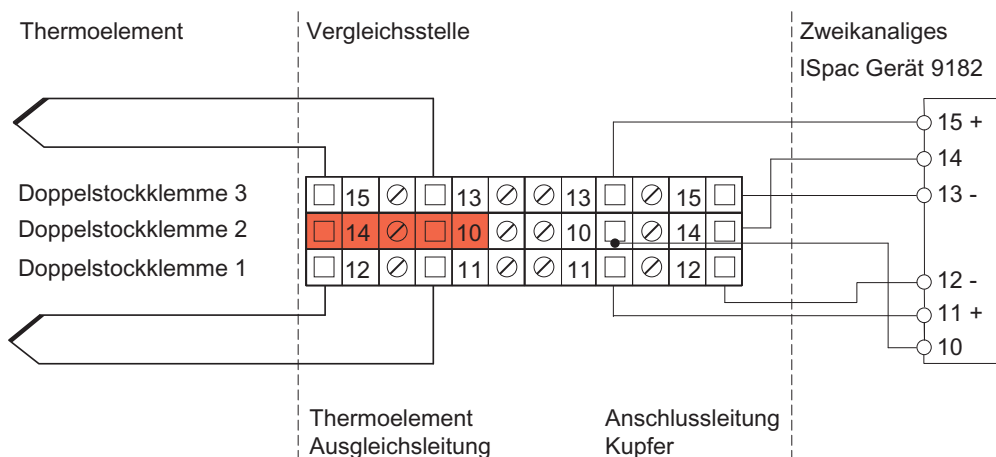 Thermoelement
Vergleichsstelle
Zweikanaliges
ISpac Gerät 9182
15 +
14
13 -
Doppelstockklemme 3
15 13 13 15
Doppelstockklemme 2
14 10 10 14
Doppelstockklemme 1
12 11 11 12
12 -
11 +
10
Thermoelement
Ausgleichsleitung
Anschlussleitung
Kupfer